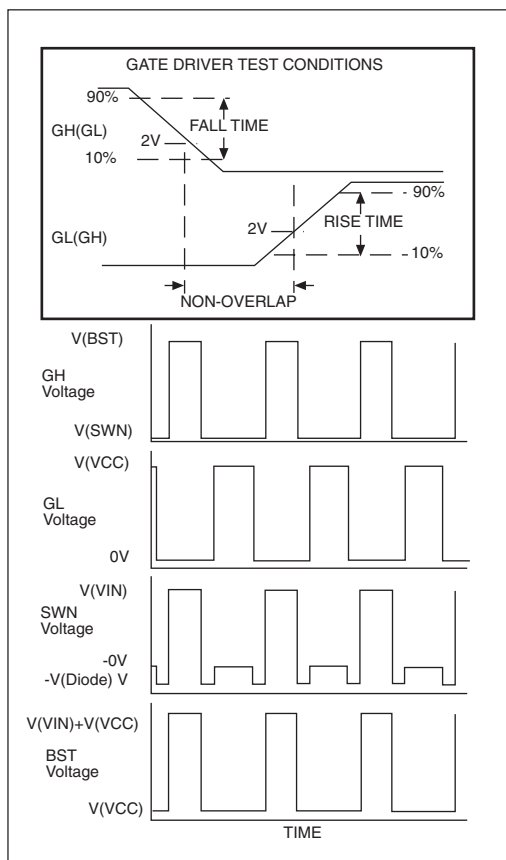 GATE DRIVER TEST CONDITIONS
90%
FALL TIME
GH(GL)
2V
10%
90%
RISE TIME
2V
GL(GH)
10%
NON-OVERLAP
V(BST)
GH
Voltage
V(SWN)
V(VCC)
GL
Voltage
0V
V(VIN)
SWN
Voltage
-0V
-V(Diode) V
V(VIN)+V(VCC)
BST
Voltage
V(VCC)
TIME